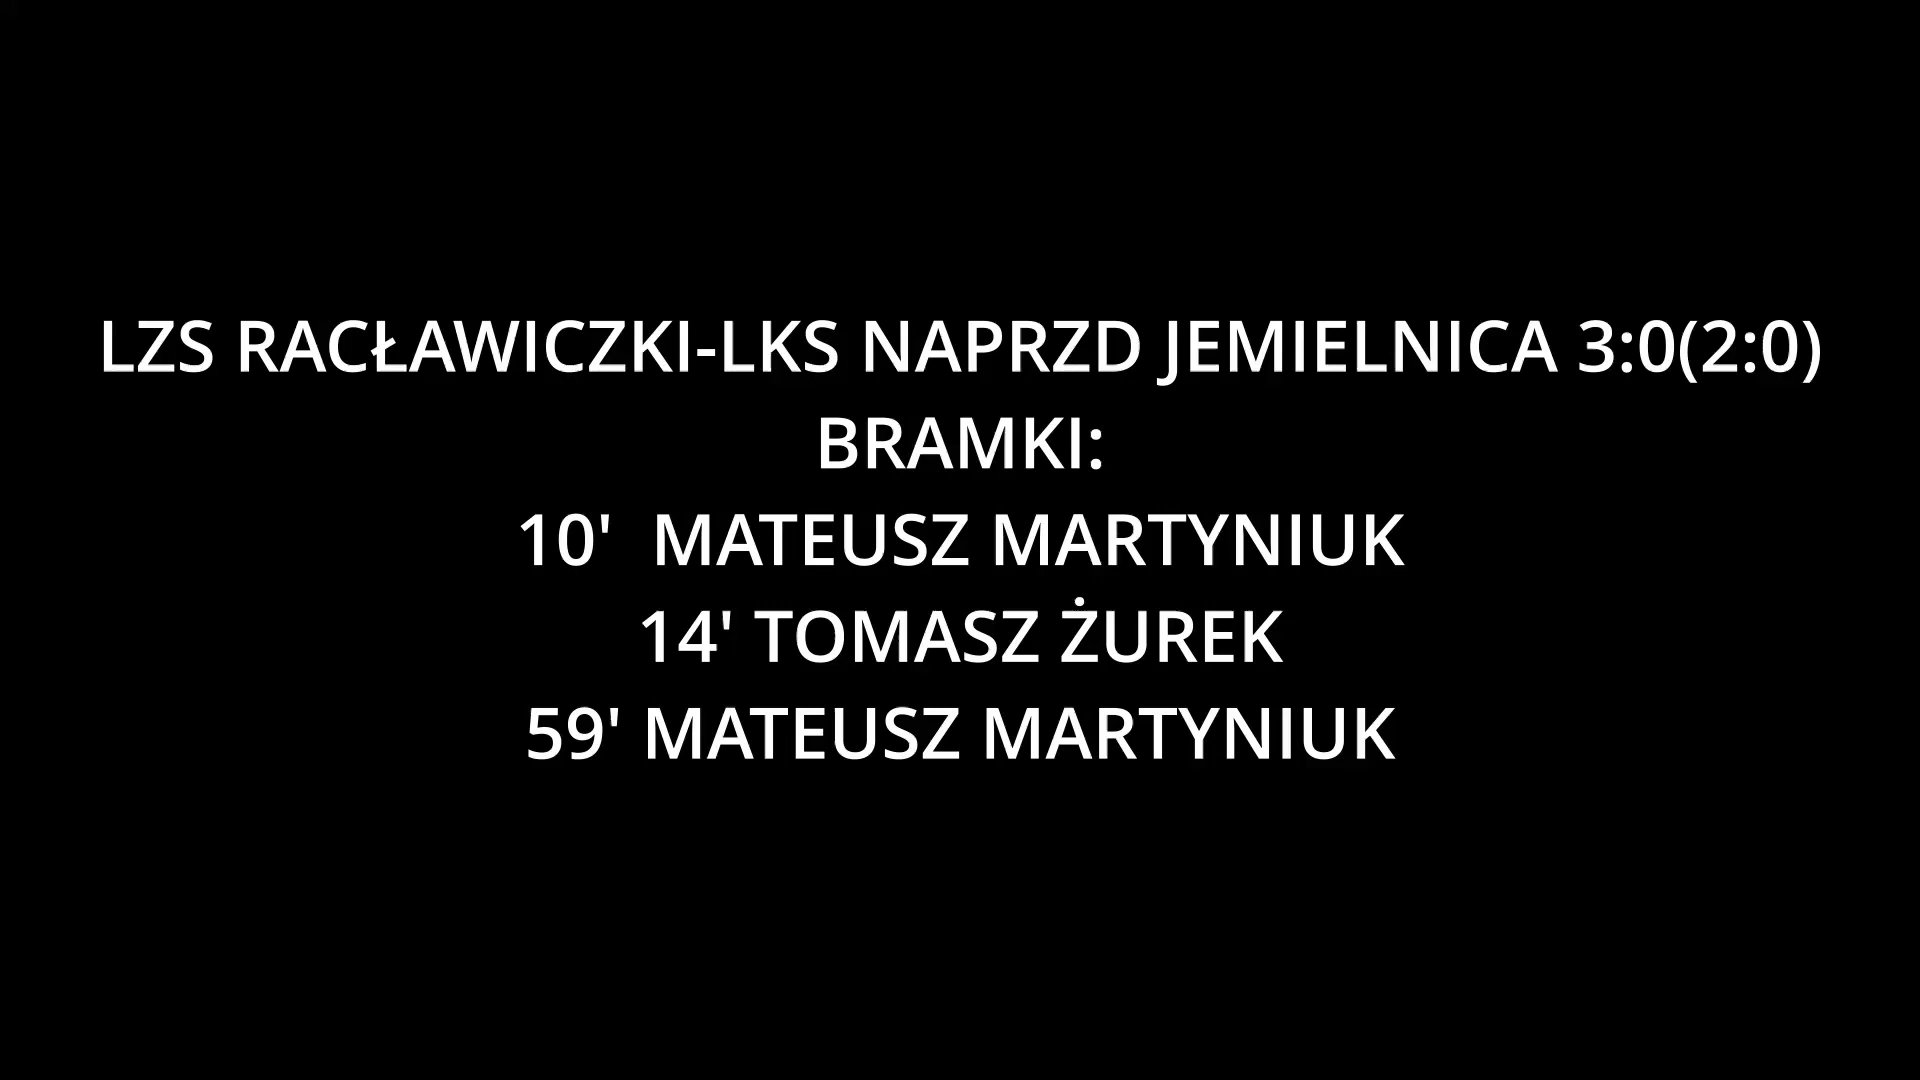 LZS RACŁAWICZKI-LKS NAPRZD JEMIELNICA 3:0(2:0)
BRAMKI:
10'  MATEUSZ MARTYNIUK
14' TOMASZ ŻUREK
59' MATEUSZ MARTYNIUK